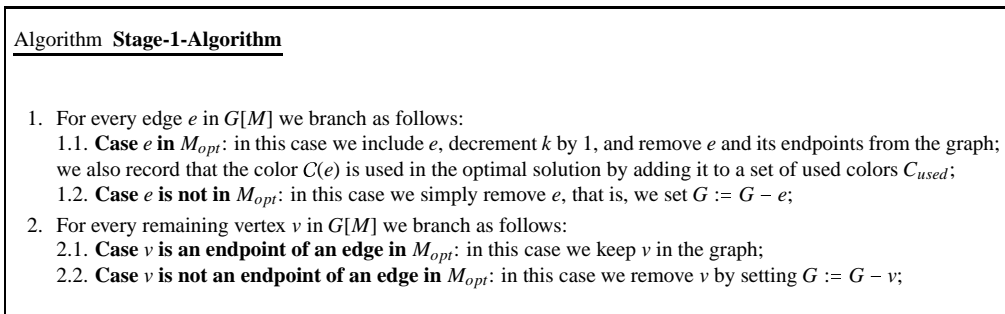 Algorithm Stage-1-Algorithm
1. For every edge e in G[M] we branch as follows:
1.1. Case e in M_opt: in this case we include e, decrement k by 1, and remove e and its endpoints from the graph;
we also record that the color C(e) is used in the optimal solution by adding it to a set of used colors C_used;
1.2. Case e is not in M_opt: in this case we simply remove e, that is, we set G := G − e;
2. For every remaining vertex v in G[M] we branch as follows:
2.1. Case v is an endpoint of an edge in M_opt: in this case we keep v in the graph;
2.2. Case v is not an endpoint of an edge in M_opt: in this case we remove v by setting G := G − v;